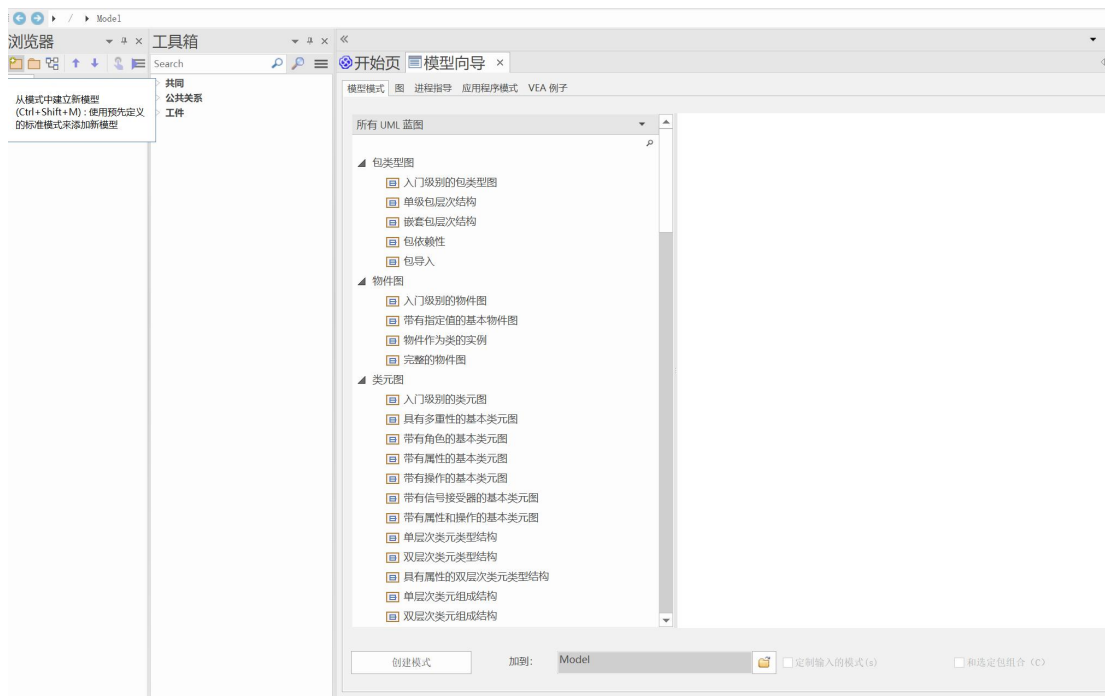 / Model
浏览器
工具箱
Search
共同
公共关系
工件
从模式中建立新模型
(Ctrl+Shift+M) : 使用预先定义
的标准模式来添加新模型
开始页 模型向导 ×
模型模式 图 进程指导 应用程序模式 VEA 例子
所有 UML 蓝图
包类型图
入门级别的包类型图
单级包层次结构
嵌套包层次结构
包依赖性
包导入
物件图
入门级别的物件图
带有指定值的基本物件图
物件作为类的实例
完整的物件图
类元图
入门级别的类元图
具有多重性的基本类元图
带有角色的基本类元图
带有属性的基本类元图
带有操作的基本类元图
带有信号接受器的基本类元图
带有属性和操作的基本类元图
单层次类元类型结构
双层次类元类型结构
具有属性的双层次类元类型结构
单层次类元组成结构
双层次类元组成结构
创建模式 加到: Model 定制输入的模式(s) 和选定包组合 (C)